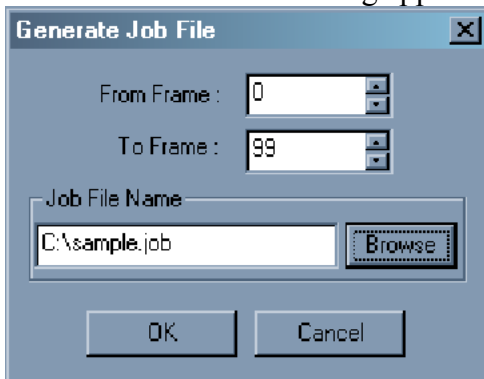 Generate Job File
From Frame : 0
To Frame : 99
Job File Name
C:\sample.job Browse
OK Cancel